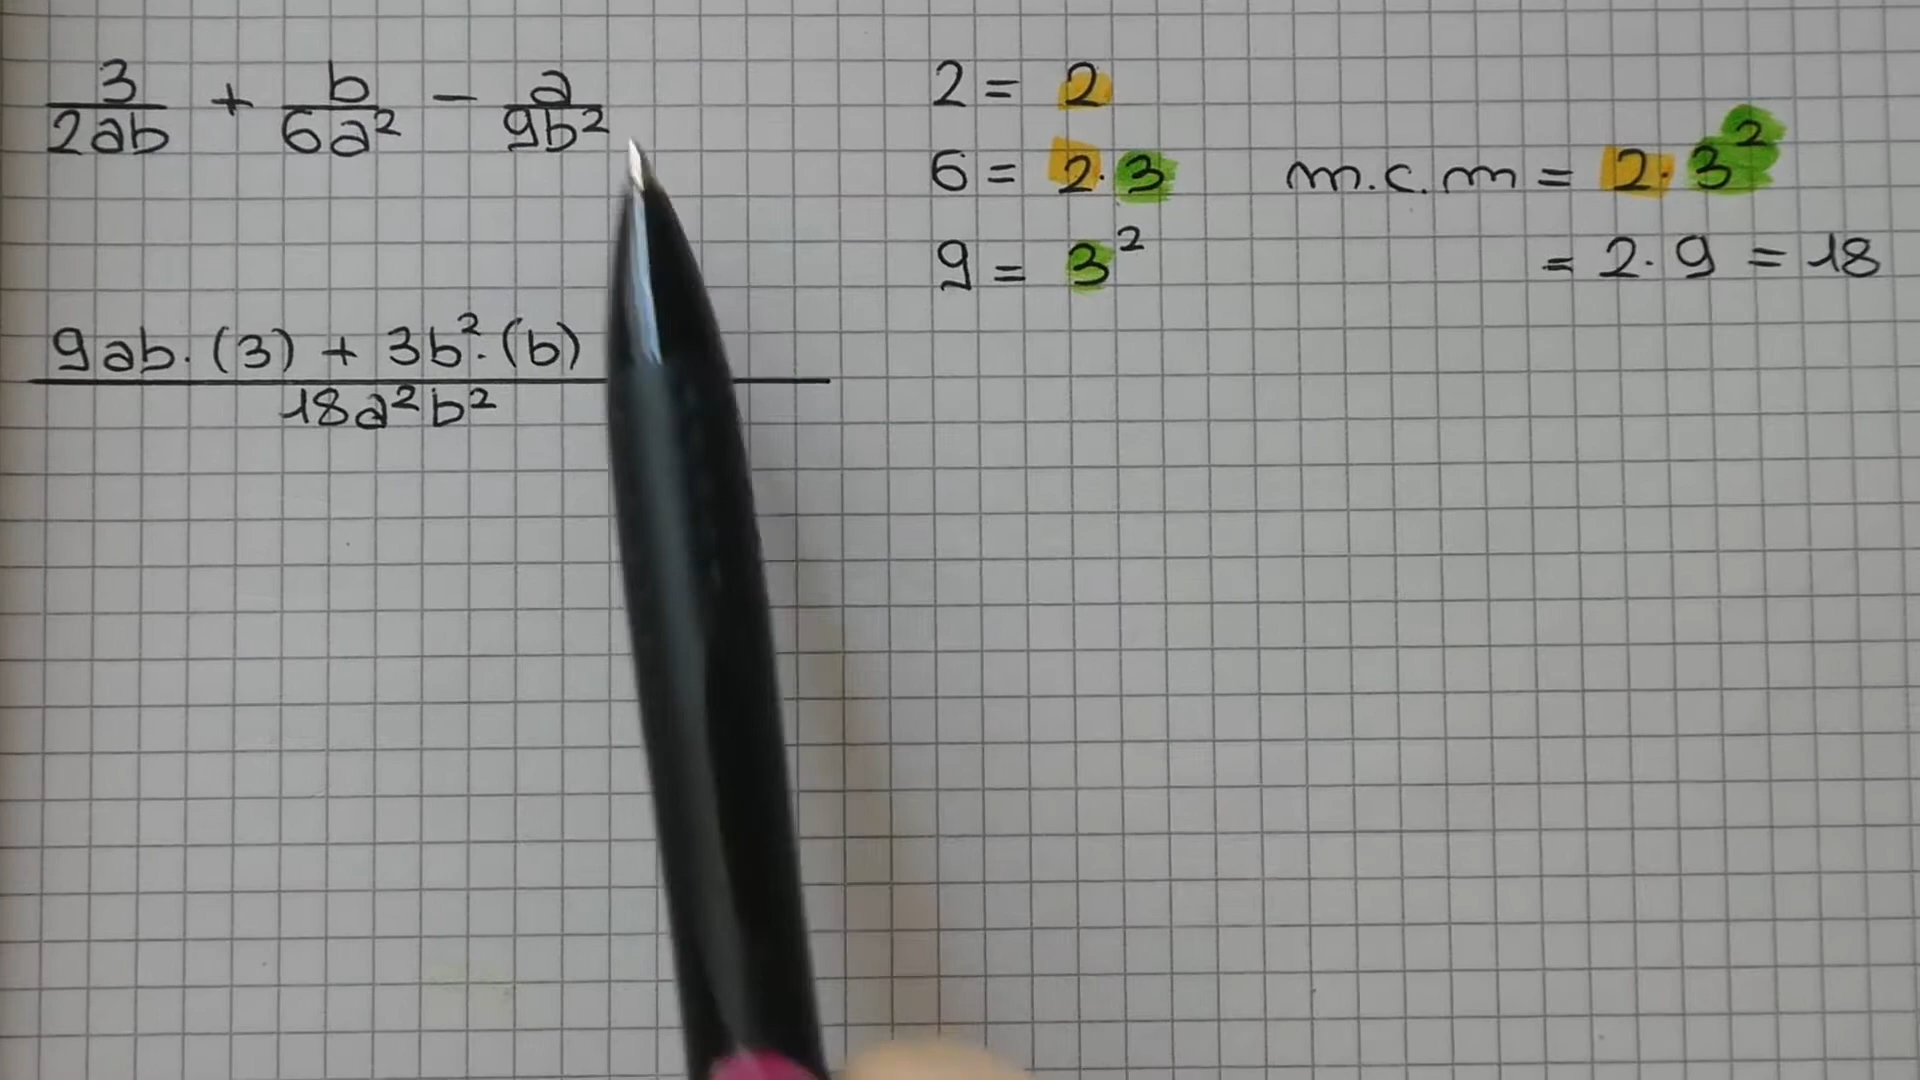 3/2ab + b/6a² - a/9b²
9ab·(3) + 3b²·(b)
18a²b²
2 = 2
6 = 2·3
9 = 3²
m.c.m = 2·3²
= 2·9 = 18